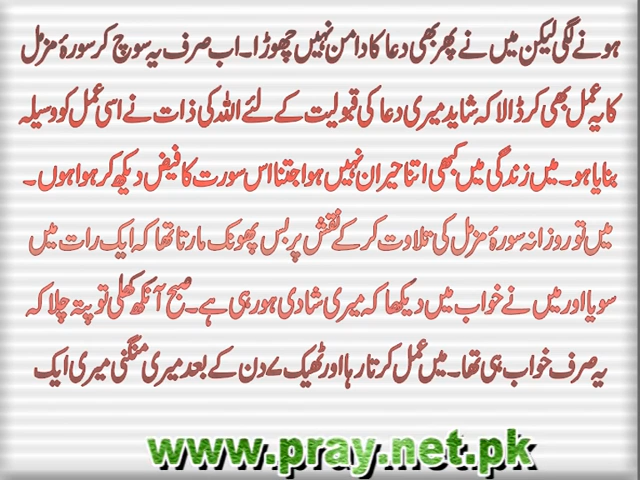 ہونے لگی لیکن میں نے پھر بھی دعا کا دامن نہیں چھوڑا۔ اب صرف یہ سوچ کر سورۂ مزمل
کا یہ عمل بھی کر ڈالا کہ شاید میری دعا کی قبولیت کے لئے اللہ کی ذات نے اسی عمل کو وسیلہ
بنایا ہو۔ میں زندگی میں کبھی اتنا حیران نہیں ہوا جتنا اس سورت کا فیض دیکھ کر ہوا ہوں۔
میں تو روزانہ سورۂ مزمل کی تلاوت کر کے نقش پر بس پھونک مارتا تھا کہ ایک رات میں
سویا اور میں نے خواب میں دیکھا کہ میری شادی ہو رہی ہے۔ صبح آنکھ کھلی تو پتہ چلا کہ
یہ صرف خواب ہی تھا۔ میں عمل کرتا رہا اور ٹھیک ۷ دن کے بعد میری منگنی میری ایک
www.pray.net.pk